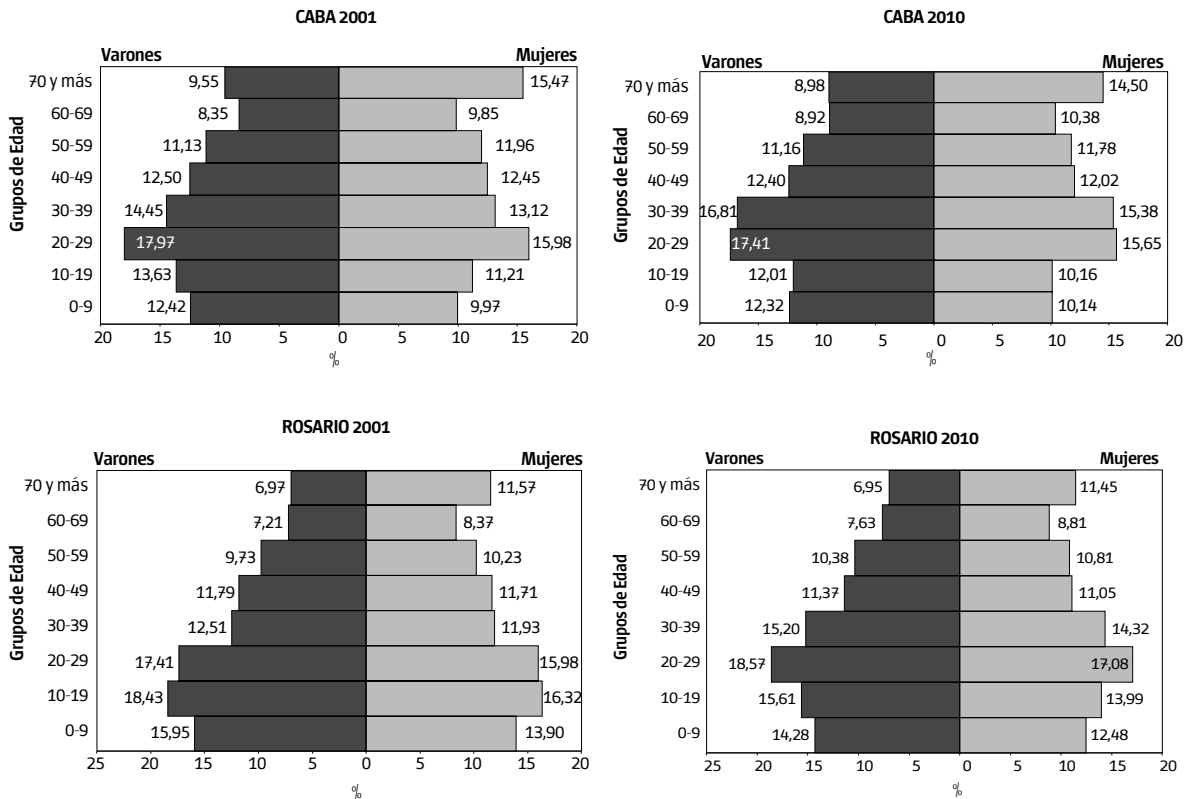 CABA 2001
Varones Mujeres
Grupos de Edad
70 y más 9,55 15,47
60-69 8,35 9,85
50-59 11,13 11,96
40-49 12,50 12,45
30-39 14,45 13,12
20-29 17,97 15,98
10-19 13,63 11,21
0-9 12,42 9,97
20 15 10 5 0 5 10 15 20
%
CABA 2010
Varones Mujeres
Grupos de Edad
70 y más 8,98 14,50
60-69 8,92 10,38
50-59 11,16 11,78
40-49 12,40 12,02
30-39 16,81 15,38
20-29 17,41 15,65
10-19 12,01 10,16
0-9 12,32 10,14
20 15 10 5 0 5 10 15 20
%
ROSARIO 2001
Varones Mujeres
Grupos de Edad
70 y más 6,97 11,57
60-69 7,21 8,37
50-59 9,73 10,23
40-49 11,79 11,71
30-39 12,51 11,93
20-29 17,41 15,98
10-19 18,43 16,32
0-9 15,95 13,90
25 20 15 10 5 0 5 10 15 20
%
ROSARIO 2010
Varones Mujeres
Grupos de Edad
70 y más 6,95 11,45
60-69 7,63 8,81
50-59 10,38 10,81
40-49 11,37 11,05
30-39 15,20 14,32
20-29 18,57 17,08
10-19 15,61 13,99
0-9 14,28 12,48
25 20 15 10 5 0 5 10 15 20
%